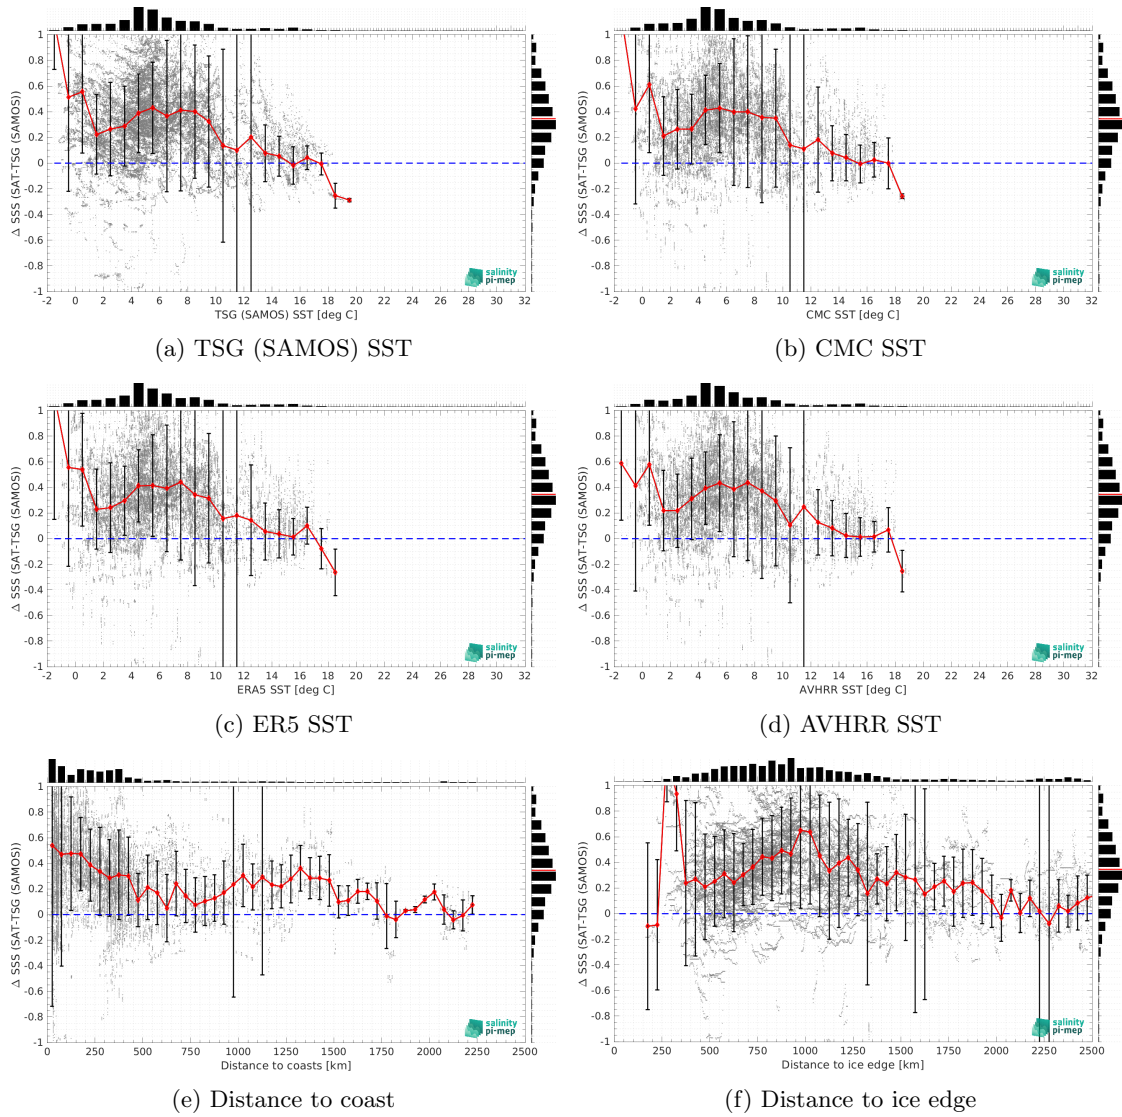 1
0.8
0.6
0.4
0.2
0
-0.2
-0.4
-0.6
-0.8
-1
Δ SSS (SAT-TSG (SAMOS))
-2 0 2 4 6 8 10 12 14 16 18 20 22 24 26 28 30 32
TSG (SAMOS) SST [deg C]
salinity
pi-mep
(a) TSG (SAMOS) SST
1
0.8
0.6
0.4
0.2
0
-0.2
-0.4
-0.6
-0.8
-1
Δ SSS (SAT-TSG (SAMOS))
-2 0 2 4 6 8 10 12 14 16 18 20 22 24 26 28 30 32
CMC SST [deg C]
salinity
pi-mep
(b) CMC SST
1
0.8
0.6
0.4
0.2
0
-0.2
-0.4
-0.6
-0.8
-1
Δ SSS (SAT-TSG (SAMOS))
-2 0 2 4 6 8 10 12 14 16 18 20 22 24 26 28 30 32
ERA5 SST [deg C]
salinity
pi-mep
(c) ER5 SST
1
0.8
0.6
0.4
0.2
0
-0.2
-0.4
-0.6
-0.8
-1
Δ SSS (SAT-TSG (SAMOS))
-2 0 2 4 6 8 10 12 14 16 18 20 22 24 26 28 30 32
AVHRR SST [deg C]
salinity
pi-mep
(d) AVHRR SST
1
0.8
0.6
0.4
0.2
0
-0.2
-0.4
-0.6
-0.8
-1
Δ SSS (SAT-TSG (SAMOS))
0 250 500 750 1000 1250 1500 1750 2000 2250 2500
Distance to coasts [km]
salinity
pi-mep
(e) Distance to coast
1
0.8
0.6
0.4
0.2
0
-0.2
-0.4
-0.6
-0.8
-1
Δ SSS (SAT-TSG (SAMOS))
0 250 500 750 1000 1250 1500 1750 2000 2250 2500
Distance to ice edge [km]
salinity
pi-mep
(f) Distance to ice edge